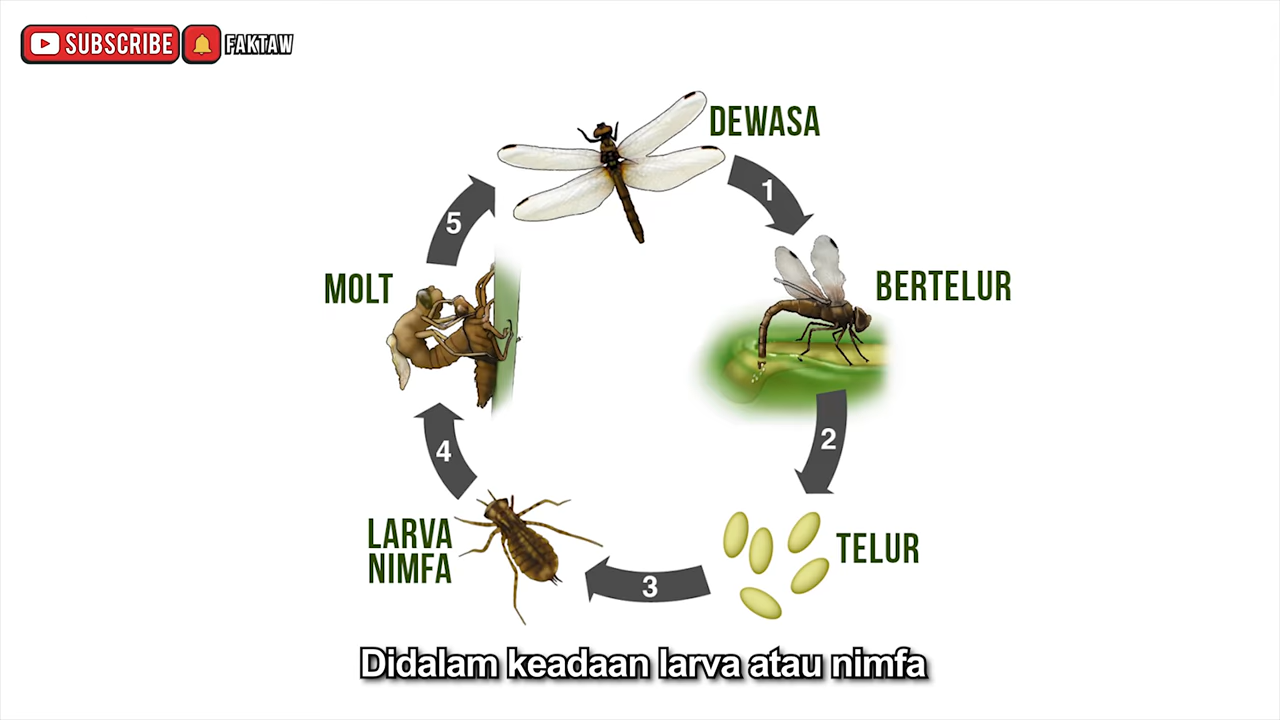 SUBSCRIBE
FAKTAW
DEWASA
1
BERTELUR
2
TELUR
3
LARVA
NIMFA
4
MOLT
5
Didalam keadaan larva atau nimfa